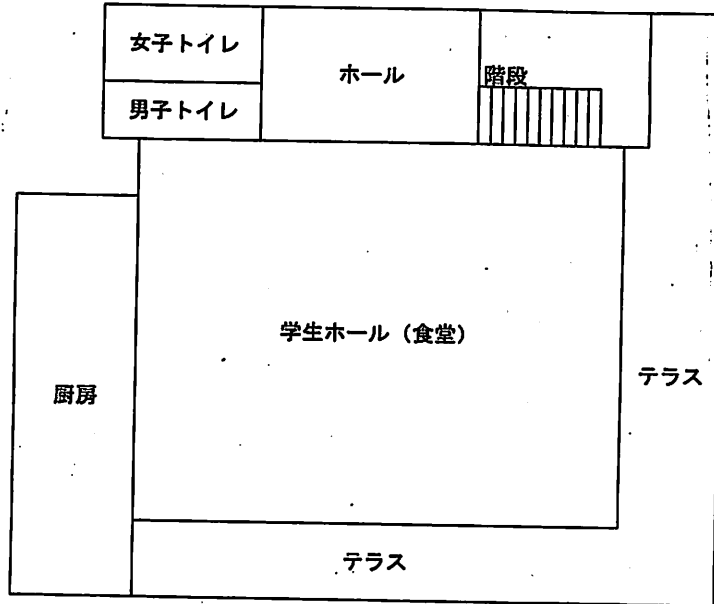 女子トイレ
ホール
階段
男子トイレ
学生ホール（食堂）
テラス
厨房
テラス